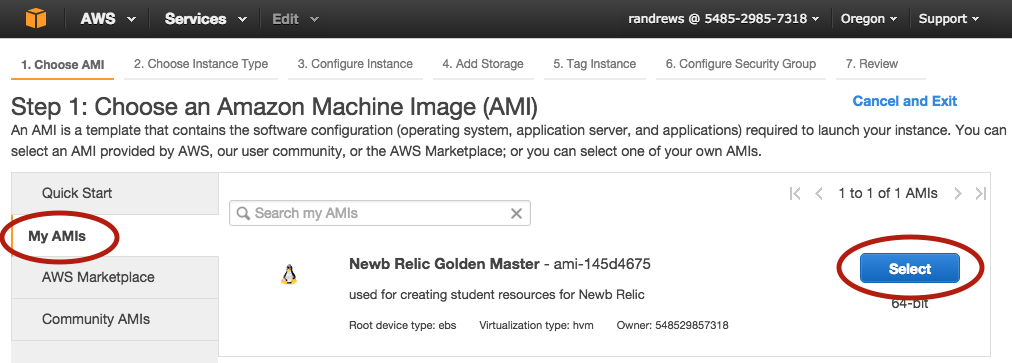 AWS Services Edit randrews @ 5485-2985-7318 Oregon Support
1. Choose AMI 2. Choose Instance Type 3. Configure Instance 4. Add Storage 5. Tag Instance 6. Configure Security Group 7. Review
Step 1: Choose an Amazon Machine Image (AMI)
Cancel and Exit
An AMI is a template that contains the software configuration (operating system, application server, and applications) required to launch your instance. You can
select an AMI provided by AWS, our user community, or the AWS Marketplace; or you can select one of your own AMIs.
Quick Start
My AMIs
AWS Marketplace
Community AMIs
1 to 1 of 1 AMIs
Search my AMIs
Newb Relic Golden Master - ami-145d4675
used for creating student resources for Newb Relic
Root device type: ebs Virtualization type: hvm Owner: 548529857318
Select
64-bit